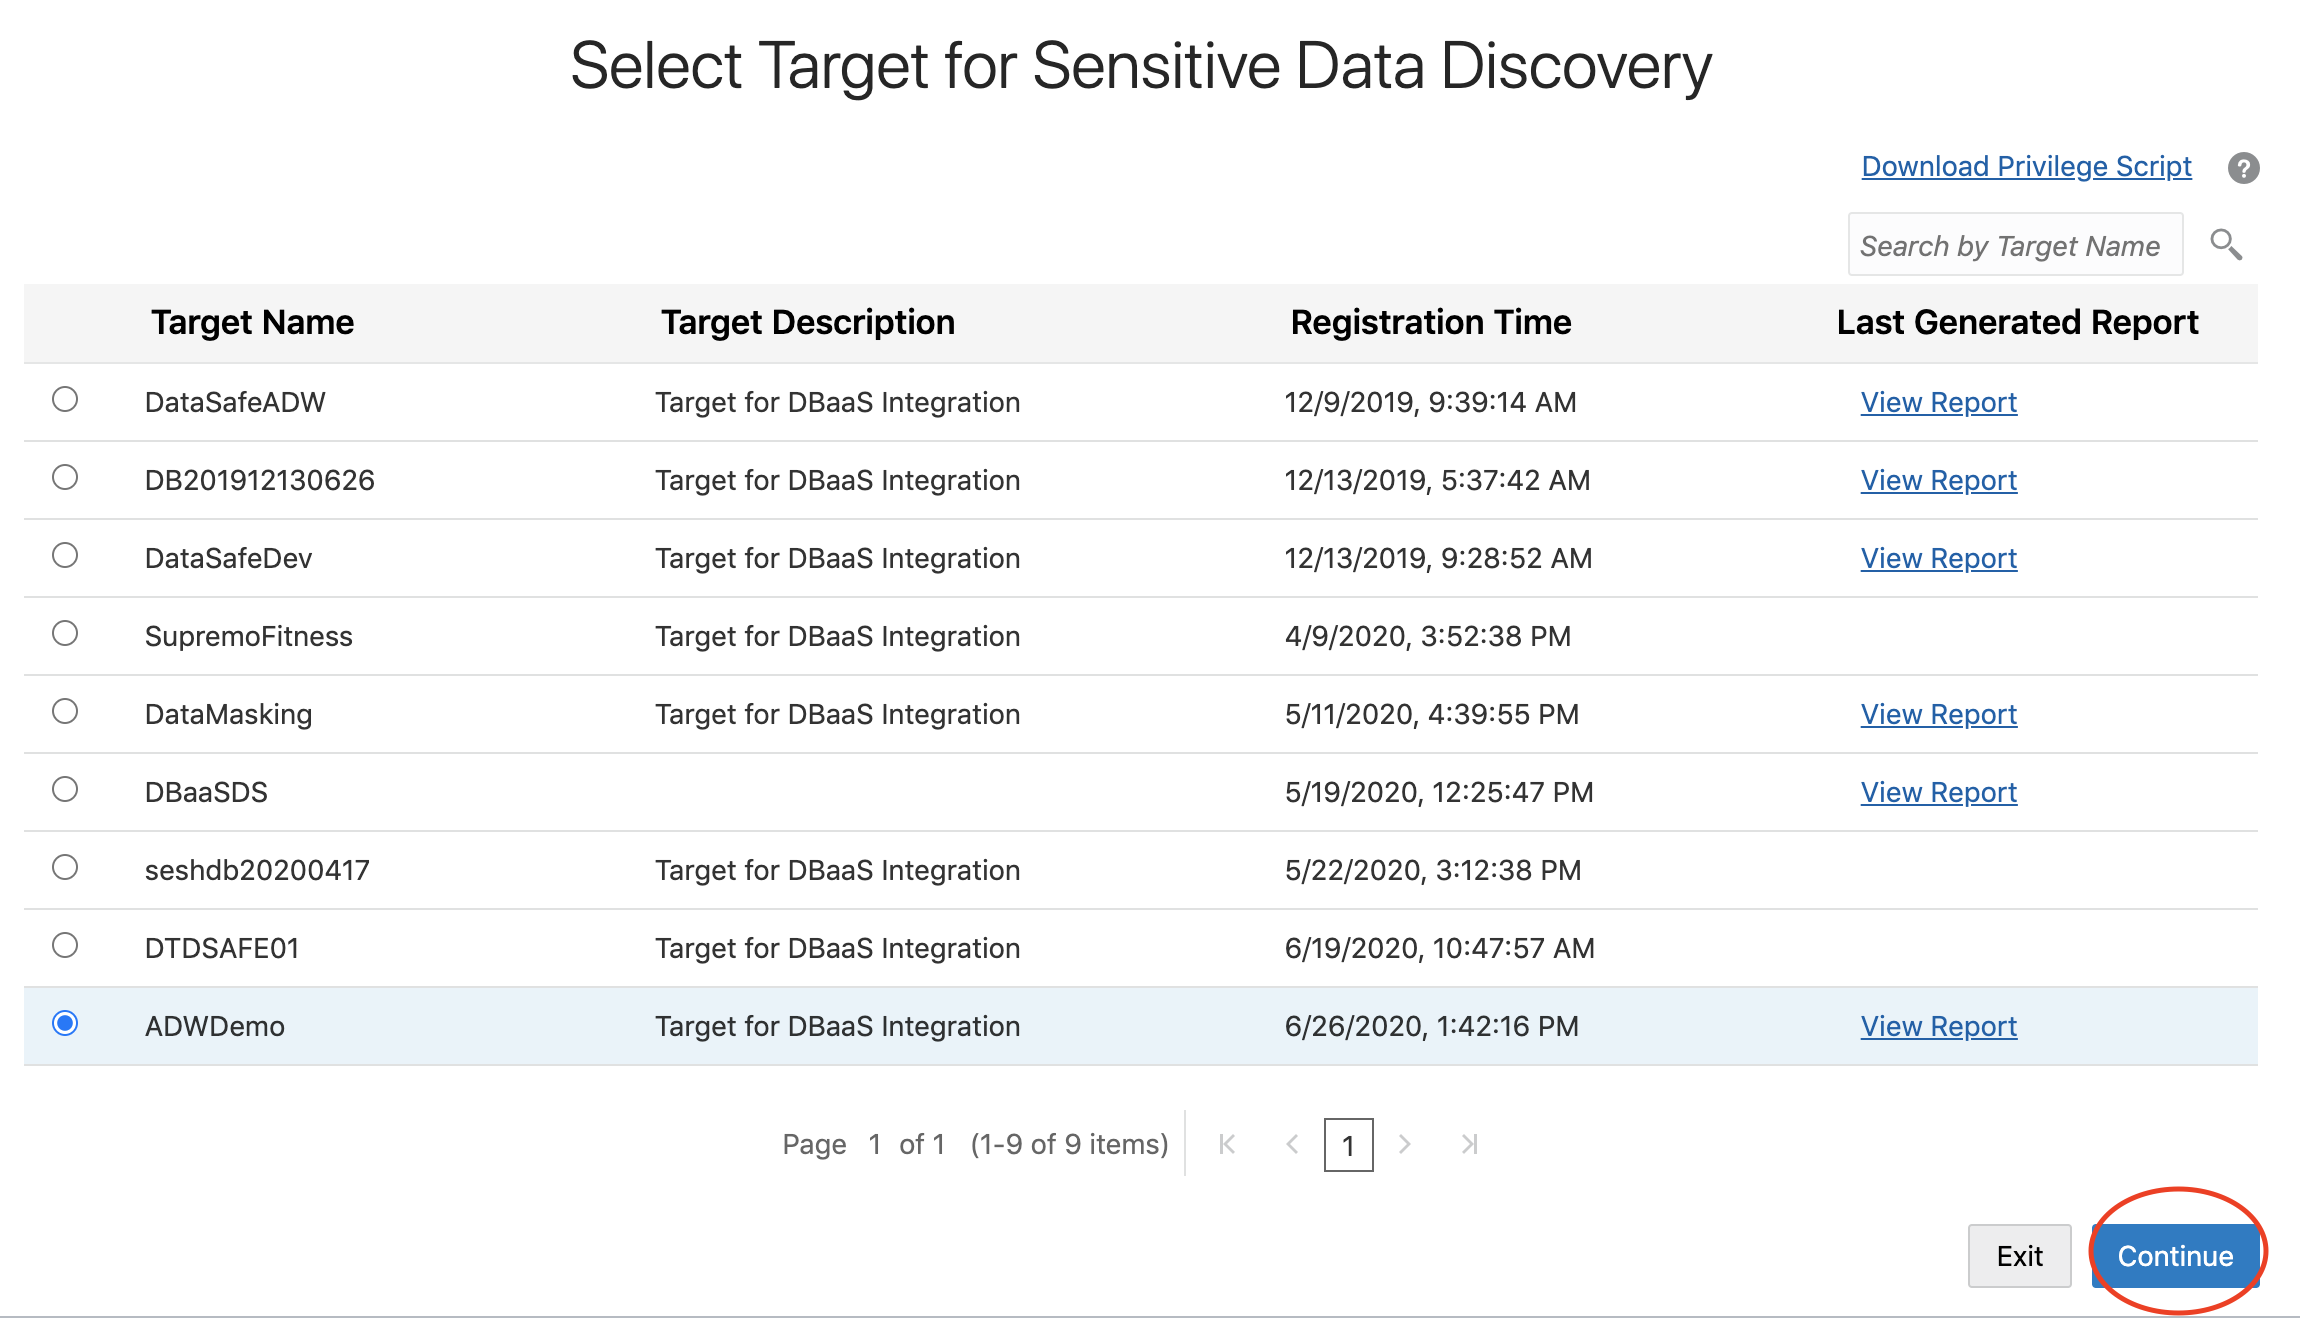 Select Target for Sensitive Data Discovery
Download Privilege Script ?
Search by Target Name
Target Name Target Description Registration Time Last Generated Report
DataSafeADW Target for DBaaS Integration 12/9/2019, 9:39:14 AM View Report
DB201912130626 Target for DBaaS Integration 12/13/2019, 5:37:42 AM View Report
DataSafeDev Target for DBaaS Integration 12/13/2019, 9:28:52 AM View Report
SupremoFitness Target for DBaaS Integration 4/9/2020, 3:52:38 PM
DataMasking Target for DBaaS Integration 5/11/2020, 4:39:55 PM View Report
DBaaSDS 5/19/2020, 12:25:47 PM View Report
seshdb20200417 Target for DBaaS Integration 5/22/2020, 3:12:38 PM
DTDSAFE01 Target for DBaaS Integration 6/19/2020, 10:47:57 AM
ADWDemo Target for DBaaS Integration 6/26/2020, 1:42:16 PM View Report
Page 1 of 1 (1-9 of 9 items) 1
Exit Continue